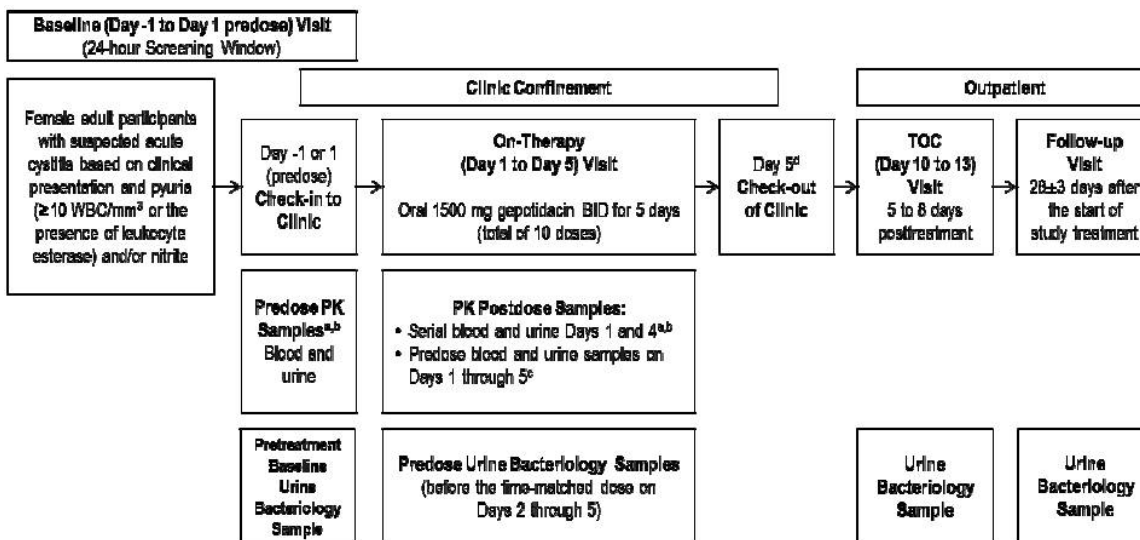 Baseline (Day -1 to Day 1 predose) Visit
(24-hour Screening Window)
Clinic Confinement
Outpatient
Female adult participants
with suspected acute
cystitis based on clinical
presentation and pyuria
(≥10 WBC/mm³ or the
presence of leukocyte
esterase) and/or nitrite
Day -1 or 1
(predose)
Check-in to
Clinic
On-Therapy
(Day 1 to Day 5) Visit
Oral 1500 mg gepotidacin BID for 5 days
(total of 10 doses)
Day 5ᵈ
Check-out
of Clinic
TOC
(Day 10 to 13)
Visit
5 to 8 days
posttreatment
Follow-up
Visit
28±3 days after
the start of
study treatment
Predose PK
Samplesᵃ,ᵇ
Blood and
urine
PK Postdose Samples:
• Serial blood and urine Days 1 and 4ᵃ,ᵇ
• Predose blood and urine samples on
Days 1 through 5ᶜ
Pretreatment
Baseline
Urine
Bacteriology
Sample
Predose Urine Bacteriology Samples
(before the time-matched dose on
Days 2 through 5)
Urine
Bacteriology
Sample
Urine
Bacteriology
Sample